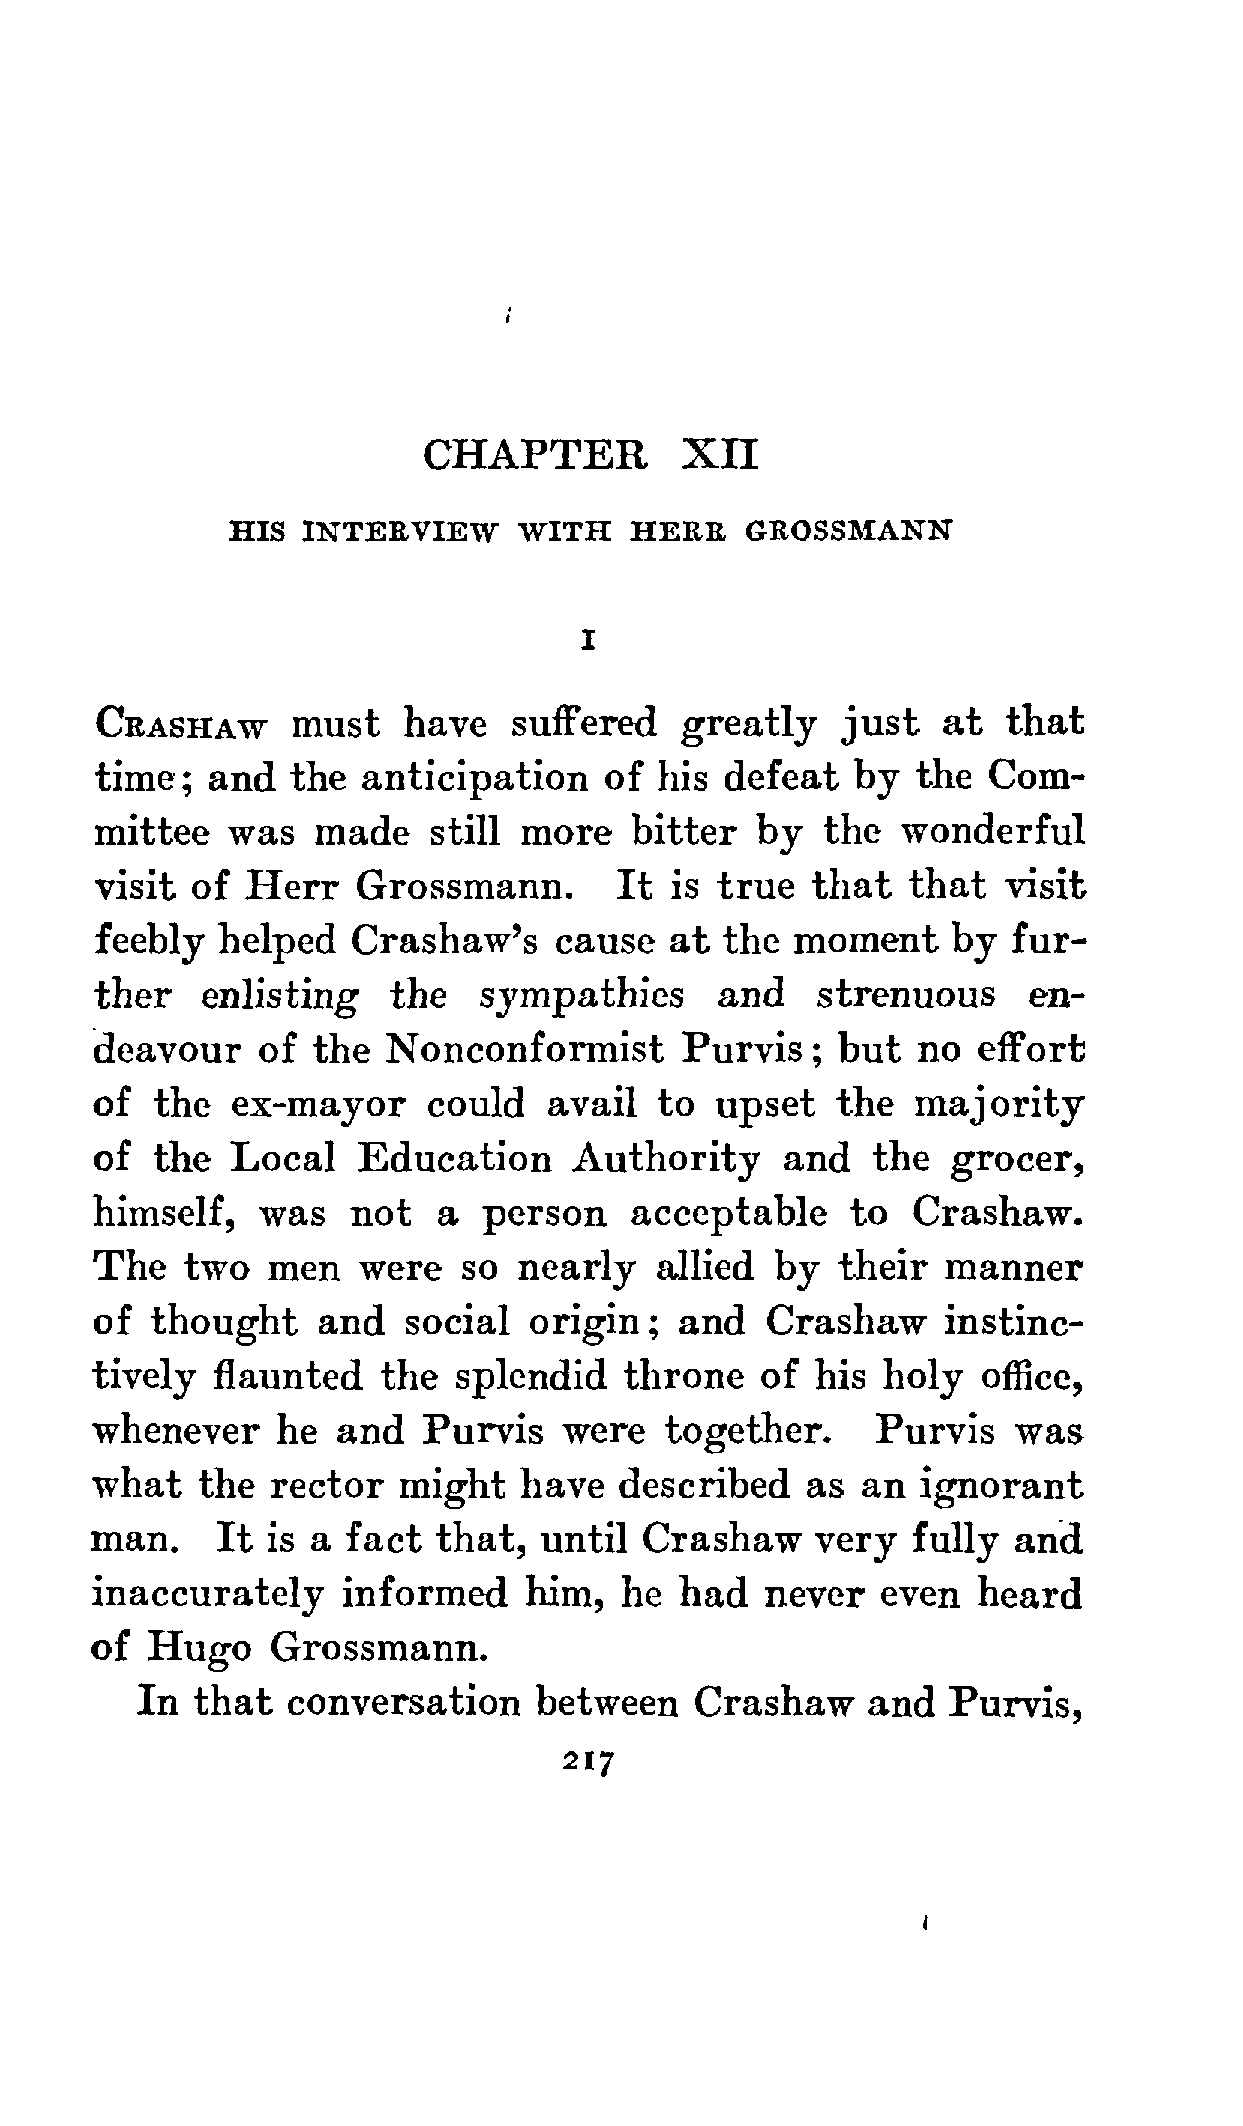 CHAPTER XII
HIS INTERVIEW WITH HERR GROSSMANN
I
CRASHAW must have suffered greatly just at that
time; and the anticipation of his defeat by the Com-
mittee was made still more bitter by the wonderful
visit of Herr Grossmann. It is true that that visit
feebly helped Crashaw's cause at the moment by fur-
ther enlisting the sympathies and strenuous en-
deavour of the Nonconformist Purvis; but no effort
of the ex-mayor could avail to upset the majority
of the Local Education Authority and the grocer,
himself, was not a person acceptable to Crashaw.
The two men were so nearly allied by their manner
of thought and social origin; and Crashaw instinc-
tively flaunted the splendid throne of his holy office,
whenever he and Purvis were together. Purvis was
what the rector might have described as an ignorant
man. It is a fact that, until Crashaw very fully and
inaccurately informed him, he had never even heard
of Hugo Grossmann.
In that conversation between Crashaw and Purvis,
217